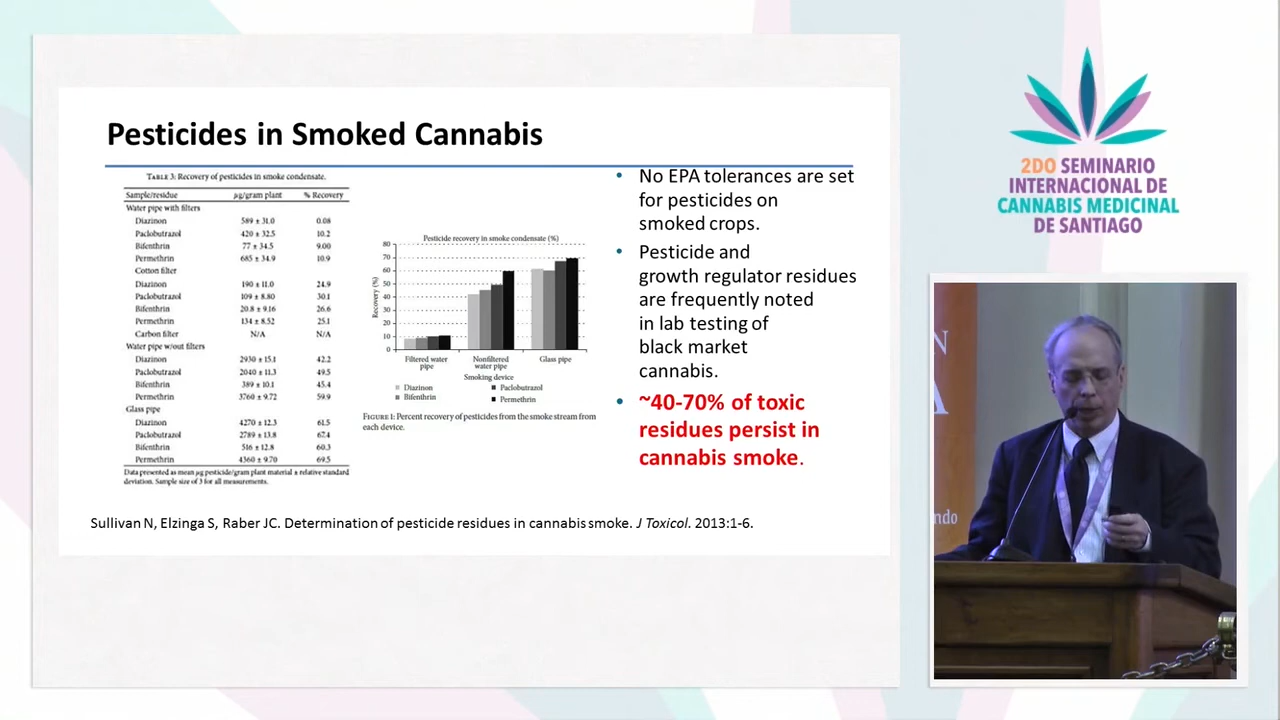 Pesticides in Smoked Cannabis
TABLE 3: Recovery of pesticides in smoke condensate.
Sample/residue μg/gram plant % Recovery
Water pipe with filters
Diazinon 589 ± 31.0 0.08
Paclobutrazol 420 ± 32.5 10.2
Bifenthrin 77 ± 34.5 9.00
Permethrin 685 ± 34.9 10.9
Cotton filter
Diazinon 190 ± 11.0 24.9
Paclobutrazol 109 ± 8.80 30.1
Bifenthrin 20.8 ± 9.16 26.6
Permethrin 134 ± 8.52 25.1
Carbon filter N/A N/A
Water pipe w/out filters
Diazinon 2930 ± 15.1 42.2
Paclobutrazol 2040 ± 11.3 49.5
Bifenthrin 389 ± 10.1 45.4
Permethrin 3760 ± 9.72 59.9
Glass pipe
Diazinon 4270 ± 12.3 61.5
Paclobutrazol 2789 ± 13.8 67.4
Bifenthrin 516 ± 12.8 60.3
Permethrin 4360 ± 9.70 69.5
Data presented as mean μg pesticide/gram plant material ± relative standard
deviation. Sample size of 3 for all measurements.
Pesticide recovery in smoke condensate (%)
Recovery (%)
80
70
60
50
40
30
20
10
0
Filtered water
pipe
Nonfiltered
water pipe
Glass pipe
Smoking device
Diazinon
Bifenthrin
Paclobutrazol
Permethrin
FIGURE 1: Percent recovery of pesticides from the smoke stream from
each device.
• No EPA tolerances are set
for pesticides on
smoked crops.
• Pesticide and
growth regulator residues
are frequently noted
in lab testing of
black market
cannabis.
• ~40-70% of toxic
residues persist in
cannabis smoke.
Sullivan N, Elzinga S, Raber JC. Determination of pesticide residues in cannabis smoke. J Toxicol. 2013:1-6.
2DO SEMINARIO
INTERNACIONAL DE
CANNABIS MEDICINAL
DE SANTIAGO
N
A
ndo